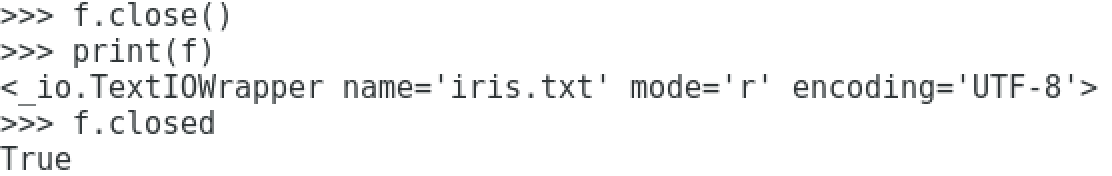 >>> f.close()
>>> print(f)
<_io.TextIOWrapper name='iris.txt' mode='r' encoding='UTF-8'>
>>> f.closed
True